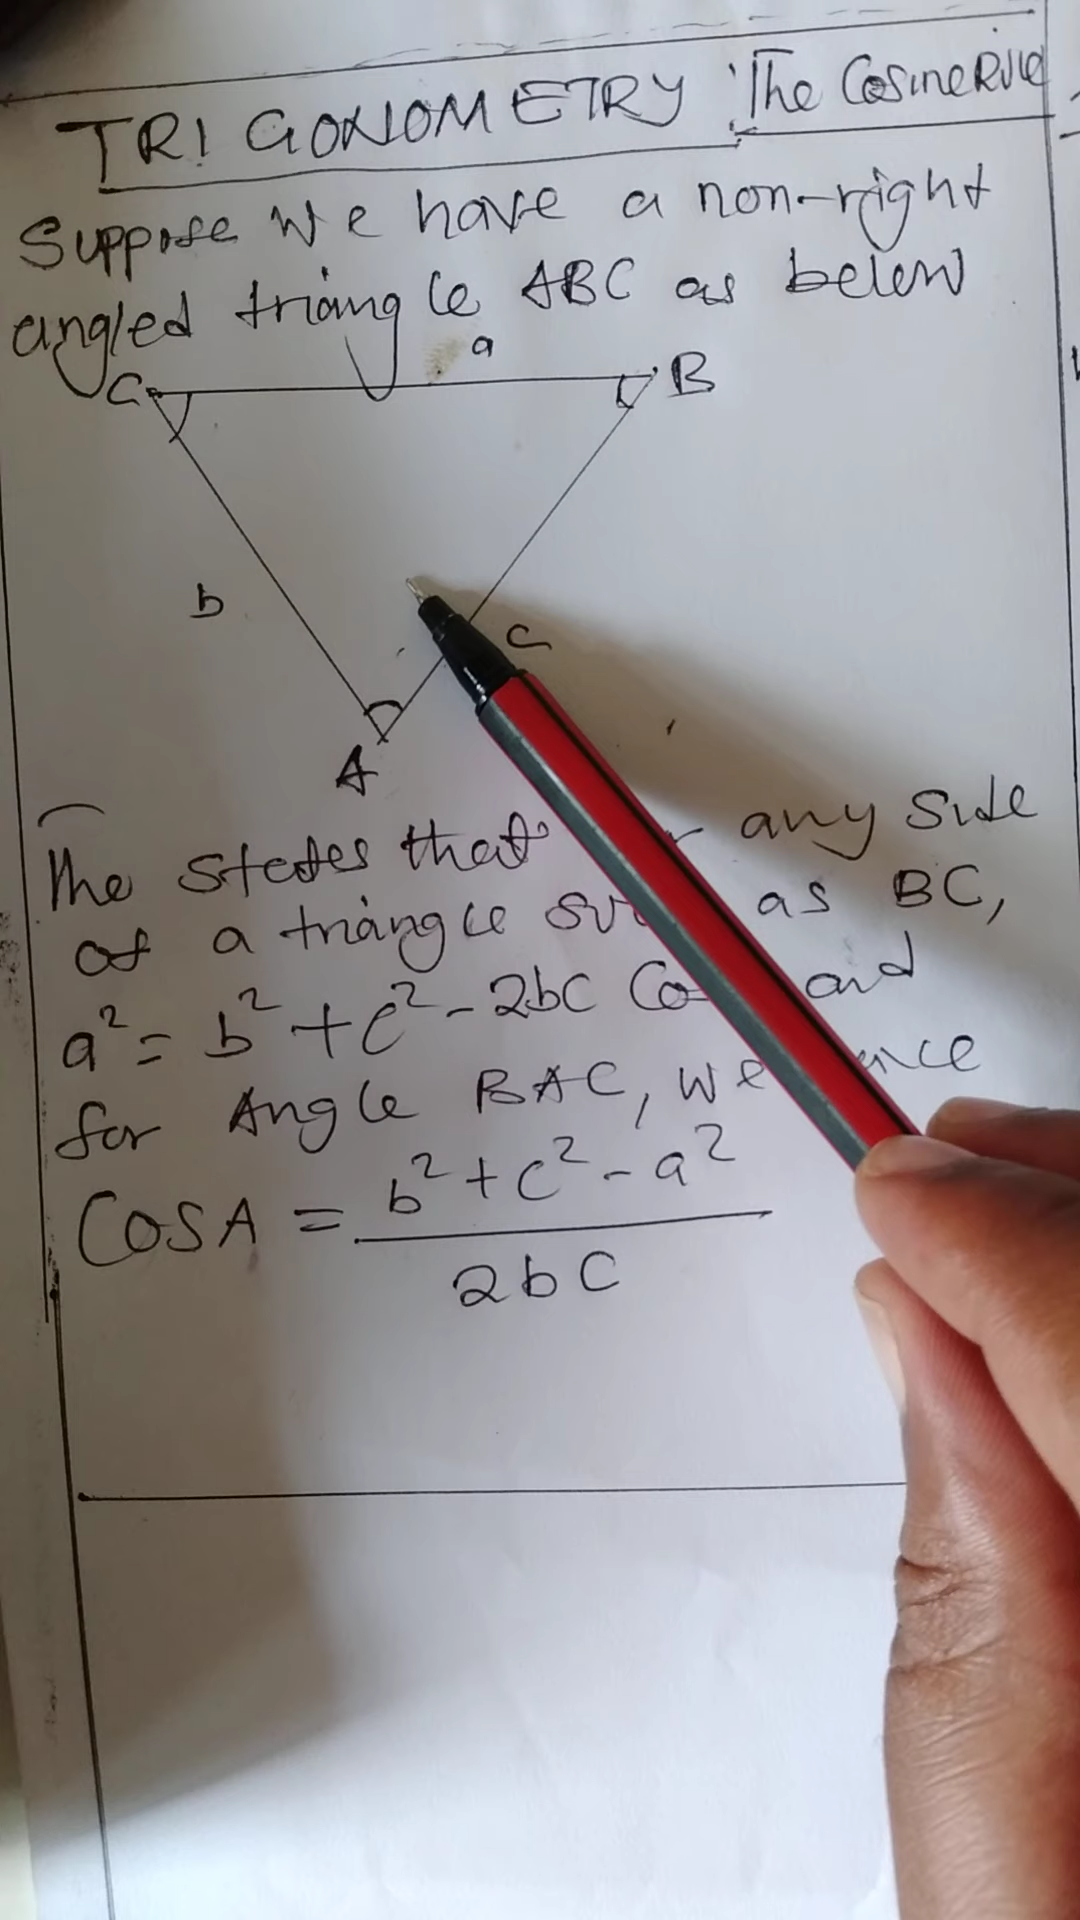 TRIGONOMETRY: The Cosine Rule
Suppose we have a non-right
angled triangle ABC as below
a
C
B
b
c
A
The states that any side
of a triangle as BC,
a² = b² + c² - 2bC and
for Angle BAC, we
COSA = b² + c² - a²
2bC